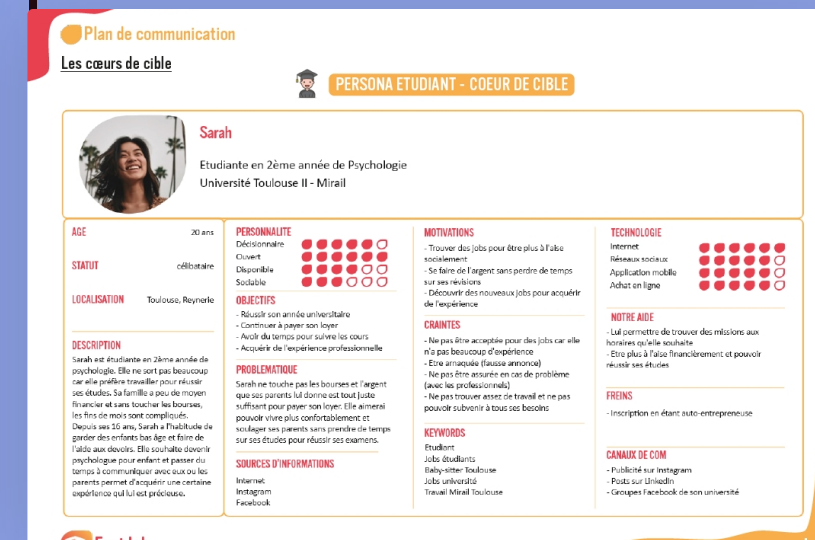 Plan de communication
Les cœurs de cible
PERSONA ETUDIANT - COEUR DE CIBLE
Sarah
Etudiante en 2ème année de Psychologie
Université Toulouse II - Mirail
AGE
20 ans
STATUT
célibataire
LOCALISATION
Toulouse, Reynerie
DESCRIPTION
Sarah est étudiante en 2ème année de
psychologie. Elle ne sort pas beaucoup
car elle préfère travailler pour réussir
ses études. Sa famille a peu de moyen
financier et sans toucher les bourses,
les fins de mois sont compliqués.
Depuis ses 16 ans, Sarah a l'habitude de
garder des enfants bas âge et faire de
l'aide aux devoirs. Elle souhaite devenir
psychologue pour enfant et passer du
temps à communiquer avec eux ou les
parents permet d'acquérir une certaine
expérience qui lui est précieuse.
PERSONNALITE
Décisionnaire
Ouvert
Disponible
Sociable
OBJECTIFS
- Réussir son année universitaire
- Continuer à payer son loyer
- Avoir du temps pour suivre les cours
- Acquérir de l'expérience professionnelle
PROBLEMATIQUE
Sarah ne touche pas les bourses et l'argent
que ses parents lui donne est tout juste
suffisant pour payer son loyer. Elle aimerai
pouvoir vivre plus confortablement et
soulager ses parents sans prendre de temps
sur ses études pour réussir ses examens.
SOURCES D'INFORMATIONS
Internet
Instagram
Facebook
MOTIVATIONS
- Trouver des jobs pour être plus à l'aise
socialement
- Se faire de l'argent sans perdre de temps
sur ses révisions
- Découvrir des nouveaux jobs pour acquérir
de l'expérience
CRAINTES
- Ne pas être acceptée pour des jobs car elle
n'a pas beaucoup d'expérience
- Etre arnaquée (fausse annonce)
- Ne pas être assurée en cas de problème
(avec les professionnels)
- Ne pas trouver assez de travail et ne pas
pouvoir subvenir à tous ses besoins
KEYWORDS
Etudiant
Jobs étudiants
Baby-sitter Toulouse
Jobs université
Travail Mirail Toulouse
TECHNOLOGIE
Internet
Réseaux sociaux
Application mobile
Achat en ligne
NOTRE AIDE
- Lui permettre de trouver des missions aux
horaires qu'elle souhaite
- Etre plus à l'aise financièrement et pouvoir
réussir ses études
FREINS
- Inscription en étant auto-entrepreneuse
CANAUX DE COM
- Publicité sur Instagram
- Posts sur LinkedIn
- Groupes Facebook de son université